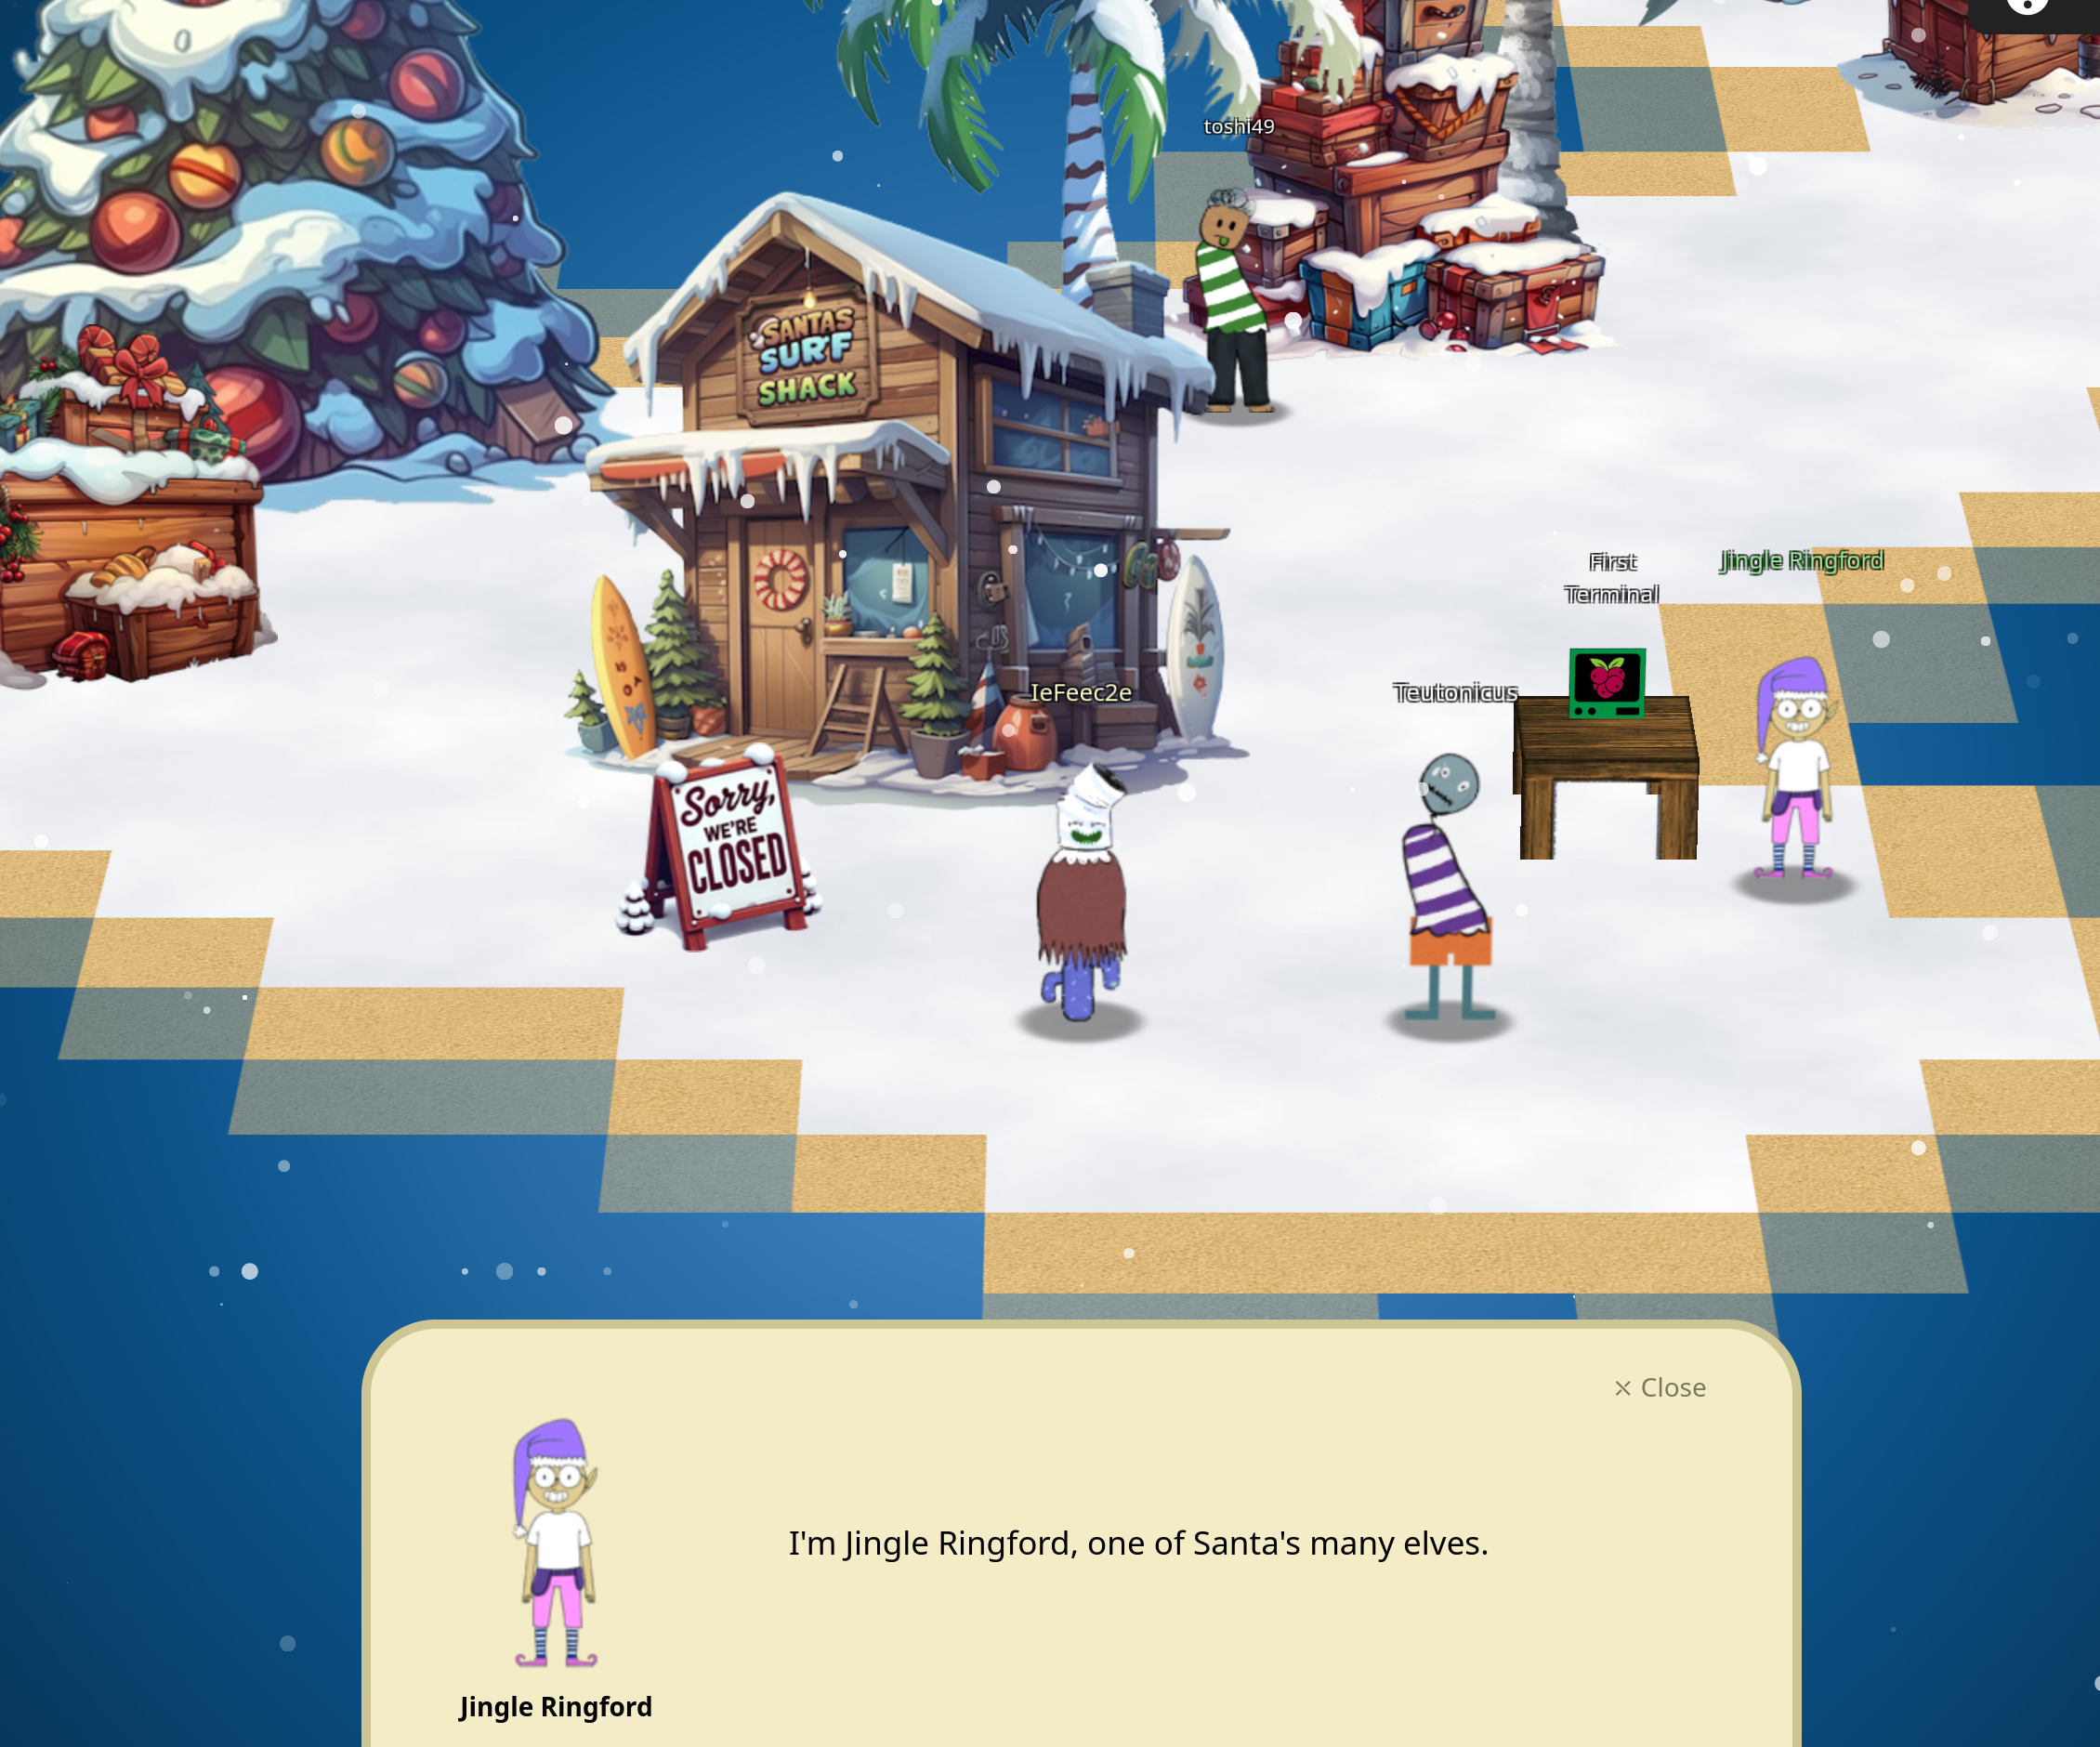 toshi49
SANTAS
SURF
SHACK
First
Terminal
Jingle Ringford
IeFeec2e
Teutonicus
Sorry,
WE'RE
CLOSED
× Close
I'm Jingle Ringford, one of Santa's many elves.
Jingle Ringford